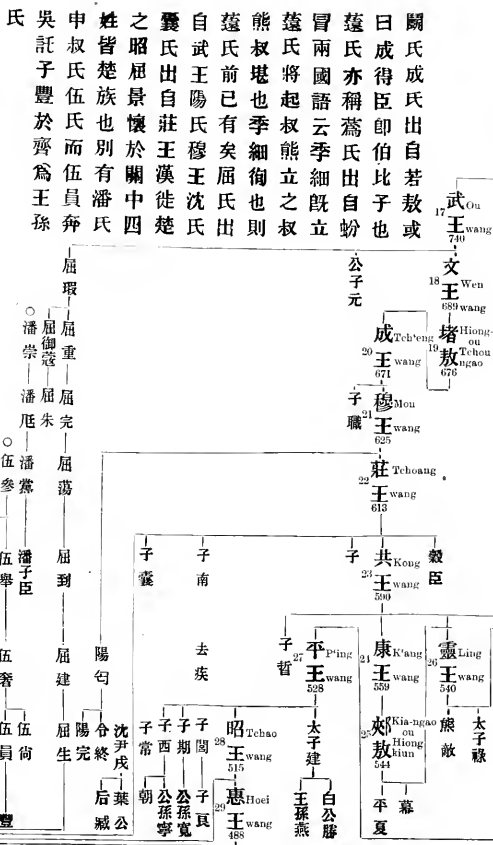 鬭氏成氏出自若敖或
曰成得臣卽伯比子也
薳氏亦稱蒍氏出自蚡
冒兩國語云季細旣立
薳氏將起叔熊立之叔
熊叔堪也季細徇也則
薳氏前已有矣屈氏出
自武王陽氏穆王沈氏
囊氏出自莊王漢徙楚
之昭屈景懷於關中四
姓皆楚族也別有潘氏
申叔氏伍氏而伍員奔
吳託子豐於齊爲王孫
氏
17 武王 Ou wang 740
18 文王 Wen wang 689
公子元
屈瑕
19 堵敖 Hiong-ou Tchou ngao 676
20 成王 Tch'eng wang 671
屈重
屈御寇
潘崇
21 穆王 Mou wang 625
子職
屈完
屈朱
潘尫
22 莊王 Tchoang wang 613
屈蕩
潘黨
伍參
穀臣
23 共王 Kong wang 590
子
子南
子囊
屈到
潘子臣
伍舉
26 靈王 Ling wang 540
24 康王 K'ang wang 559
27 平王 P'ing wang 528
子晳
去疾
陽匄
屈建
伍奢
太子祿
熊敵
25 郟敖 Kia-ngao ou Hiong kiun 544
太子建
28 昭王 Tchao wang 515
子閭
子期
子西
子常
沈尹戌
令終
陽完
屈生
伍尚
伍員
幕
平夏
白公勝
王孫燕
29 惠王 Hoei wang 488
子良
公孫寬
公孫寧
朝
葉公
后臧
豐